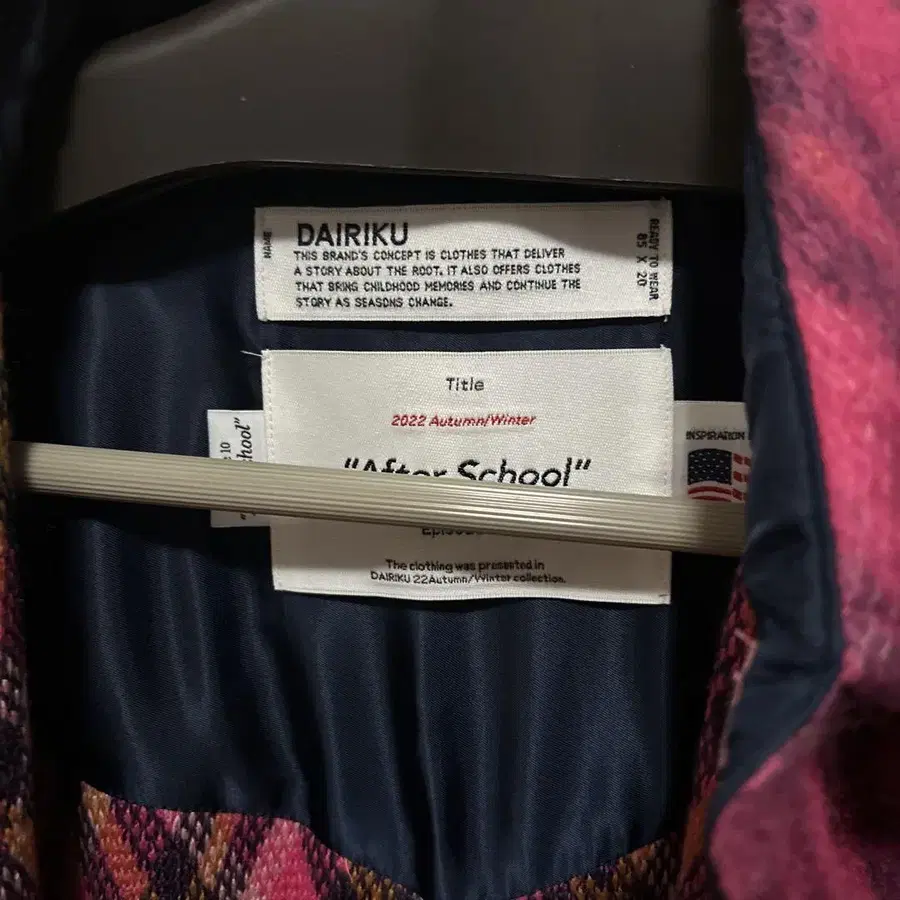 NAME
DAIRIKU
THIS BRAND'S CONCEPT IS CLOTHES THAT DELIVER
A STORY ABOUT THE ROOT. IT ALSO OFFERS CLOTHES
THAT BRING CHILDHOOD MEMORIES AND CONTINUE THE
STORY AS SEASONS CHANGE.
READY TO WEAR
85 X 20
Title
2022 Autumn/Winter
"After School"
The clothing was presented in
DAIRIKU 22Autumn/Winter collection.
10
INSPIRATION